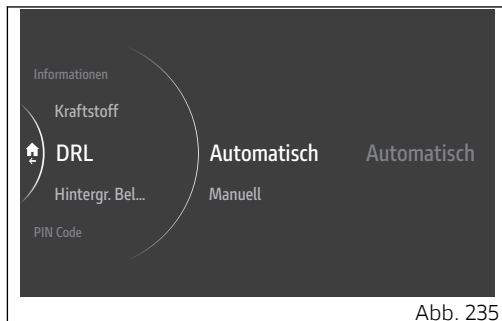 Informationen
Kraftstoff
DRL Automatisch Automatisch
Hintergr. Bel... Manuell
PIN Code
Abb. 235